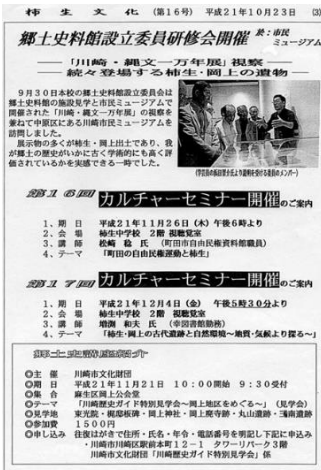 柿生文化 (第16号) 平成21年10月23日 (3)
郷土史料館設立委員研修会開催 於:市民ミュージアム
――「川崎・縄文一万年展」視察――
―続々登場する柿生・岡上の遺物―
9月30日本校の郷土史料館設立委員会は
郷土史料館の施設見学と市民ミュージアムで
開催された「川崎・縄文一万年展」の視察を
兼ねて中原区にある川崎市民ミュージアムを
訪問しました。
展示物の多くが柿生・岡上出土であり、我
が郷土の歴史がいかに古く学術的にも高く評
価されているかを実感できる一時でした。
第16回 カルチャーセミナー開催のご案内
1、期 日 平成21年11月26日(木)午後6時より
2、会 場 柿生中学校 2階 視聴覚室
3、講 師 松崎 稔 氏 (町田市自由民権資料館職員)
4、テーマ 「町田の自由民権運動と柿生」
第17回 カルチャーセミナー開催のご案内
1、期 日 平成21年12月4日(金) 午後5時30分より
2、会 場 柿生中学校 2階 視聴覚室
3、講 師 増渕 和夫 氏 (幸図書館勤務)
4、テーマ 「柿生・岡上の古代遺跡と自然環境~地質・気候より探る~」
郷土史講座紹介
◎主 催 川崎市文化財団
◎期 日 平成21年11月21日 10:00開始 9:30受付
◎集 合 麻生区岡上公会堂
◎テーマ 「川崎歴史ガイド特別見学会~岡上地区をめぐる~」(見学会)
◎見学地 東光院・梶邸板碑・岡上神社・岡上廃寺跡・丸山遺跡・
◎参加費 1500円
◎申し込み 往復はがきで住所・氏名・年令・電話番号を明記し下記に申込み
・川崎市川崎区駅前本町12-1 タワーリパーク3階
川崎市文化財団「川崎歴史ガイド特別見学会」係